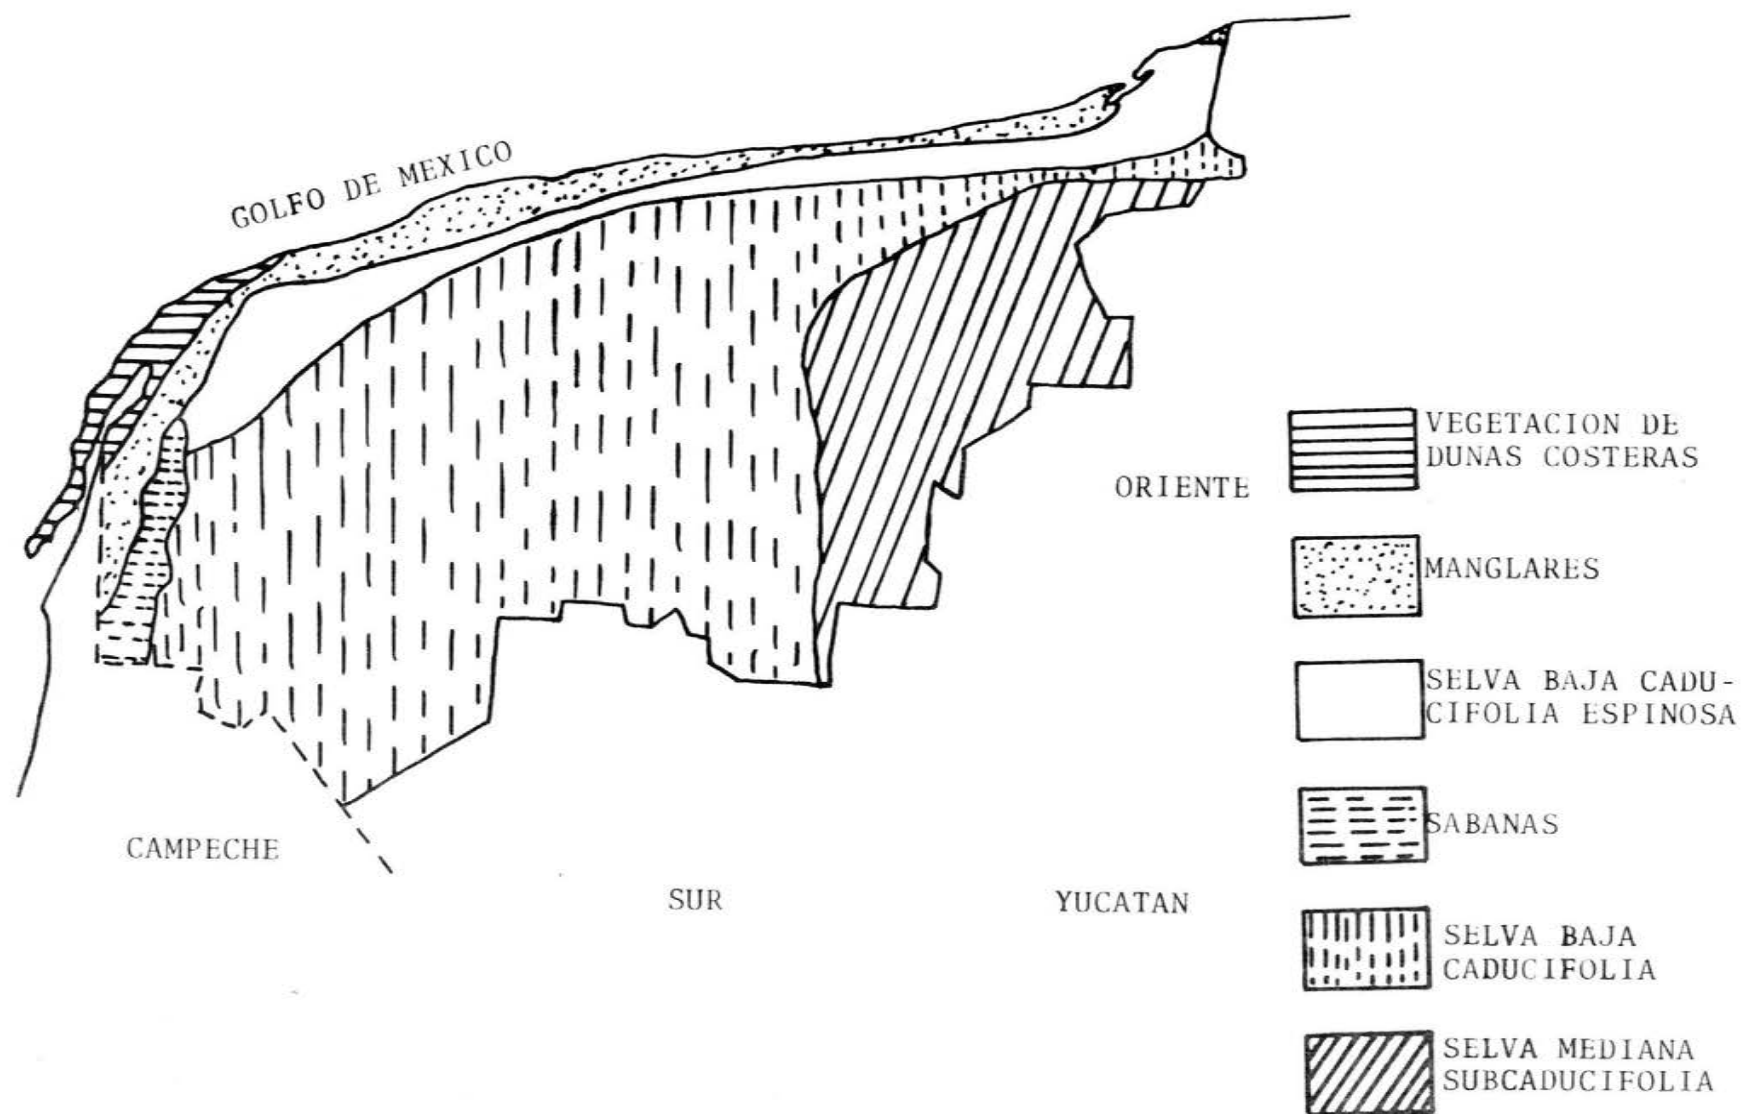 GOLFO DE MEXICO
ORIENTE
VEGETACION DE
DUNAS COSTERAS
MANGLARES
SELVA BAJA CADU-
CIFOLIA ESPINOSA
SABANAS
CAMPECHE
SUR
YUCATAN
SELVA BAJA
CADUCIFOLIA
SELVA MEDIANA
SUBCADUCIFOLIA